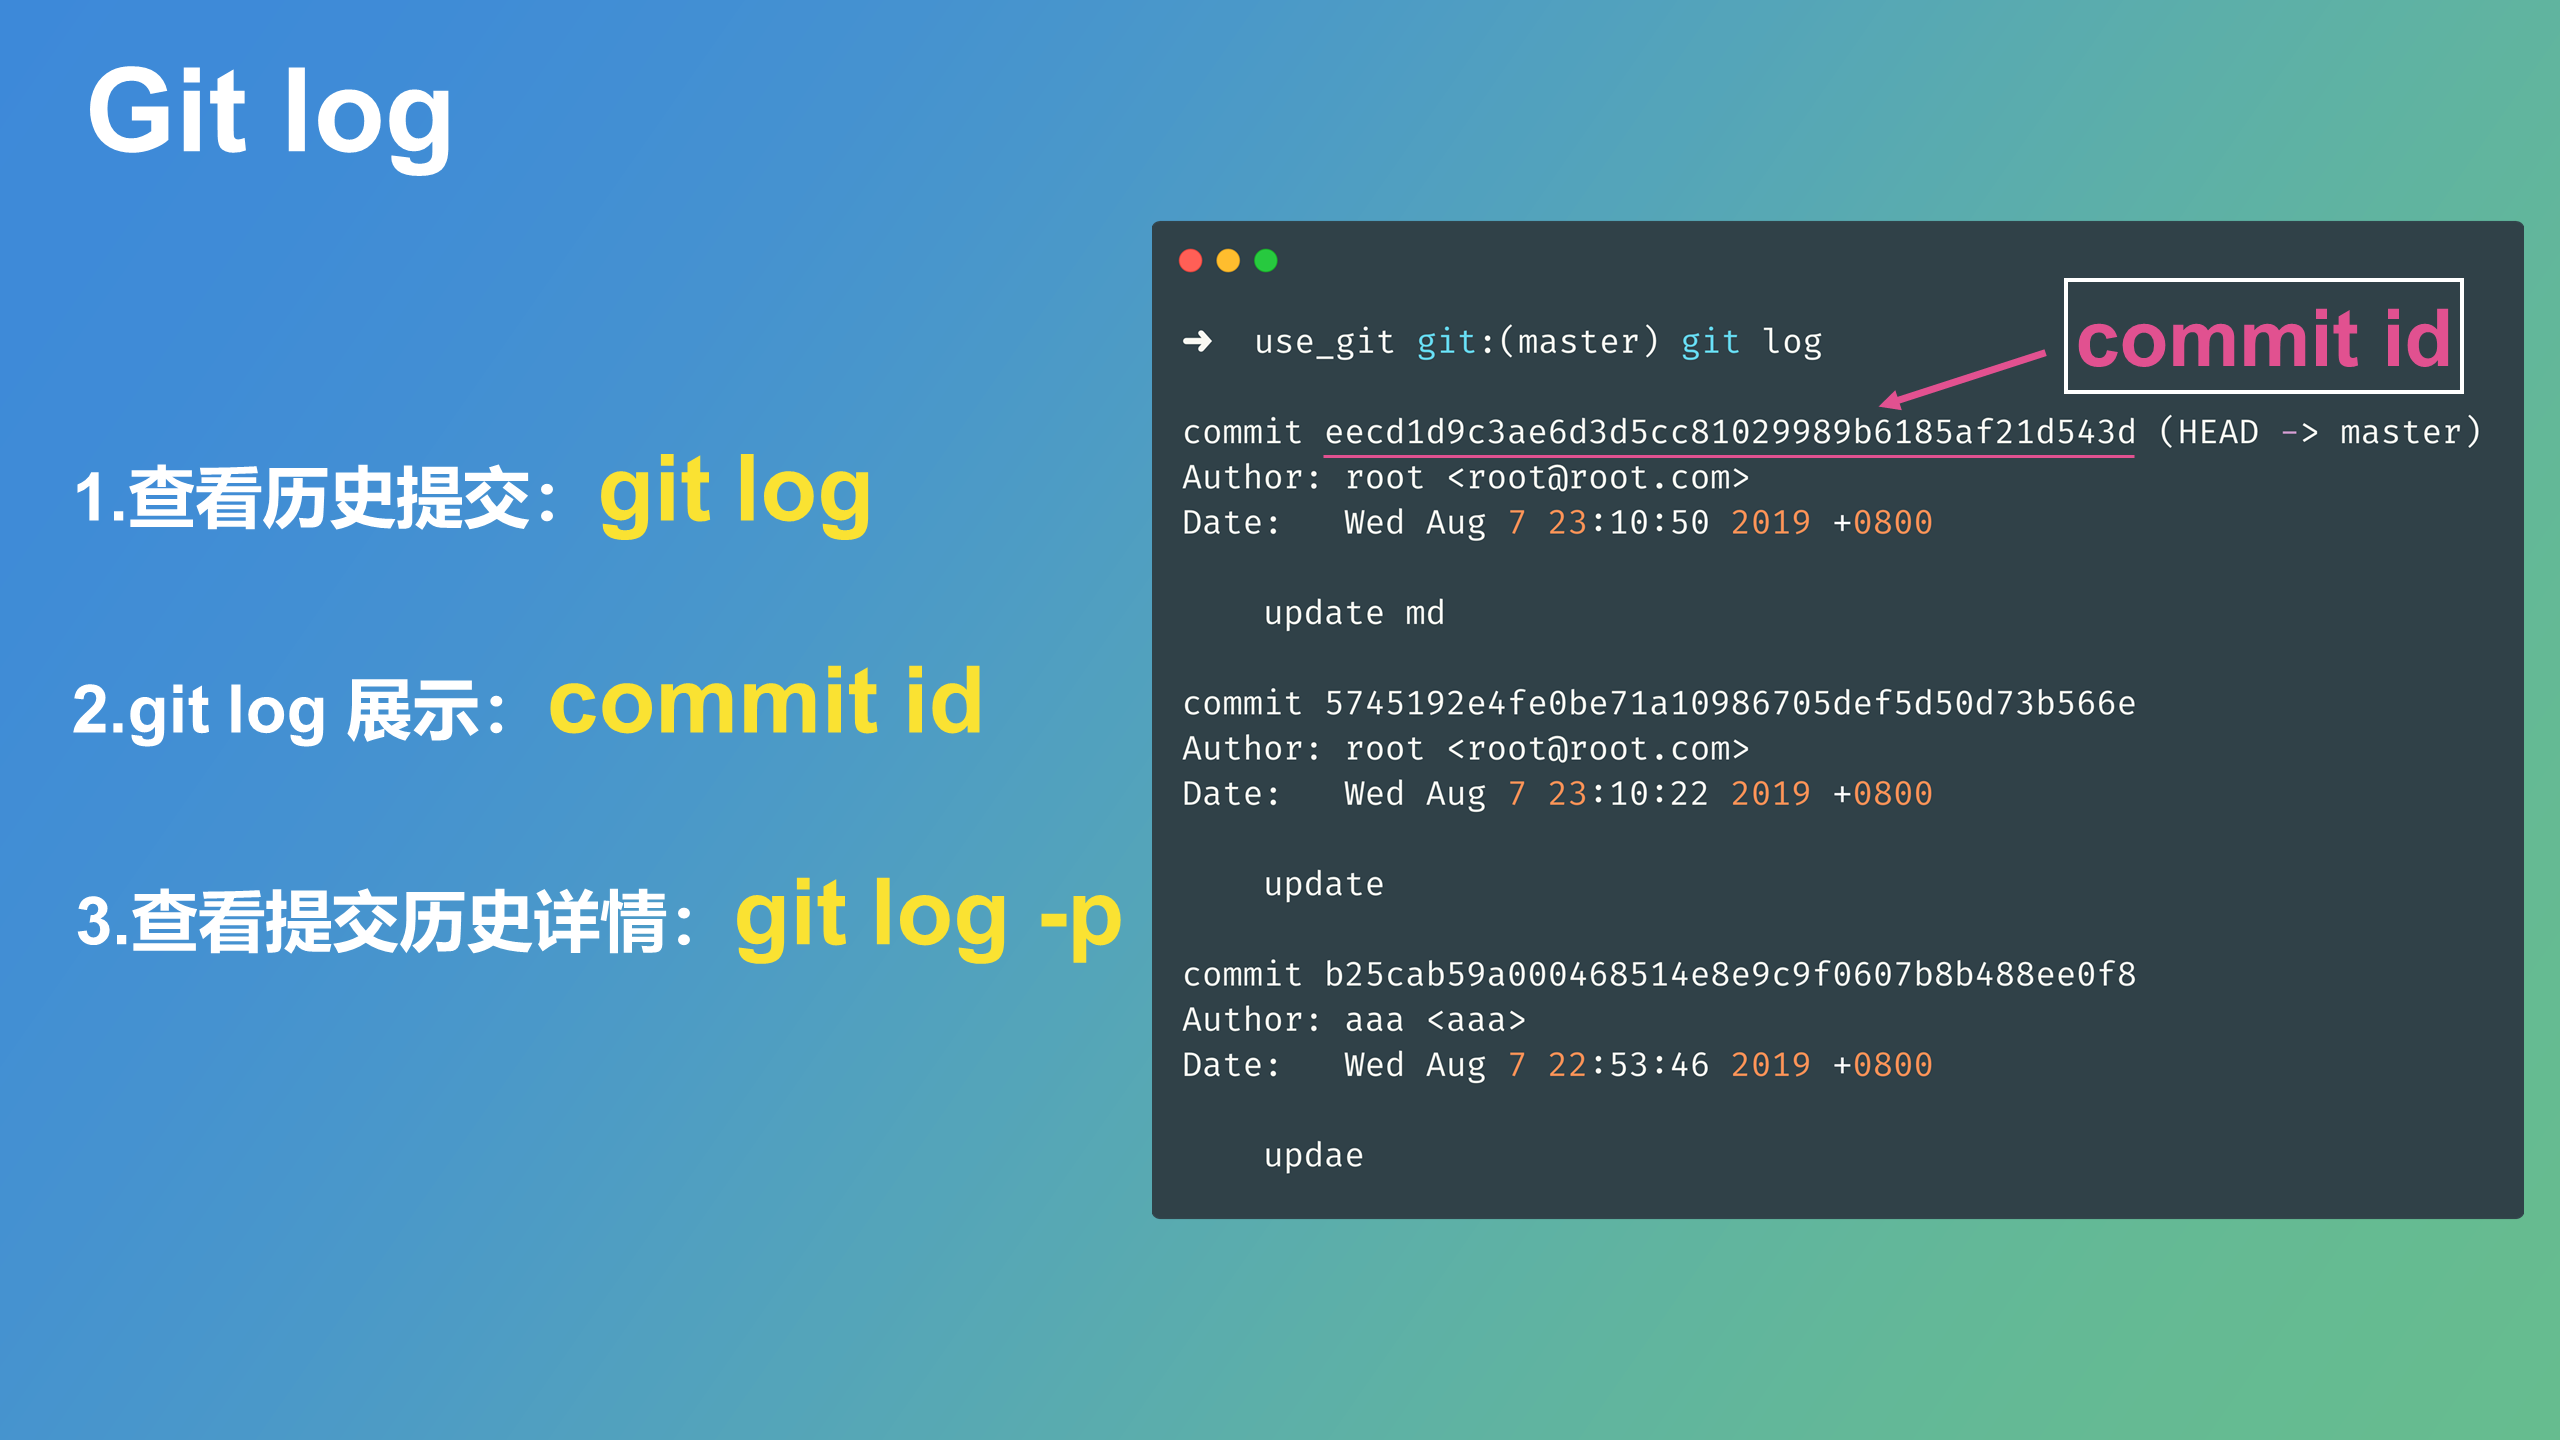 Git log
1.查看历史提交：git log
2.git log 展示：commit id
3.查看提交历史详情：git log -p
➜  use_git git:(master) git log
commit id
commit eecd1d9c3ae6d3d5cc81029989b6185af21d543d (HEAD -> master)
Author: root <root@root.com>
Date:   Wed Aug 7 23:10:50 2019 +0800
update md
commit 5745192e4fe0be71a10986705def5d50d73b566e
Author: root <root@root.com>
Date:   Wed Aug 7 23:10:22 2019 +0800
update
commit b25cab59a000468514e8e9c9f0607b8b488ee0f8
Author: aaa <aaa>
Date:   Wed Aug 7 22:53:46 2019 +0800
updae